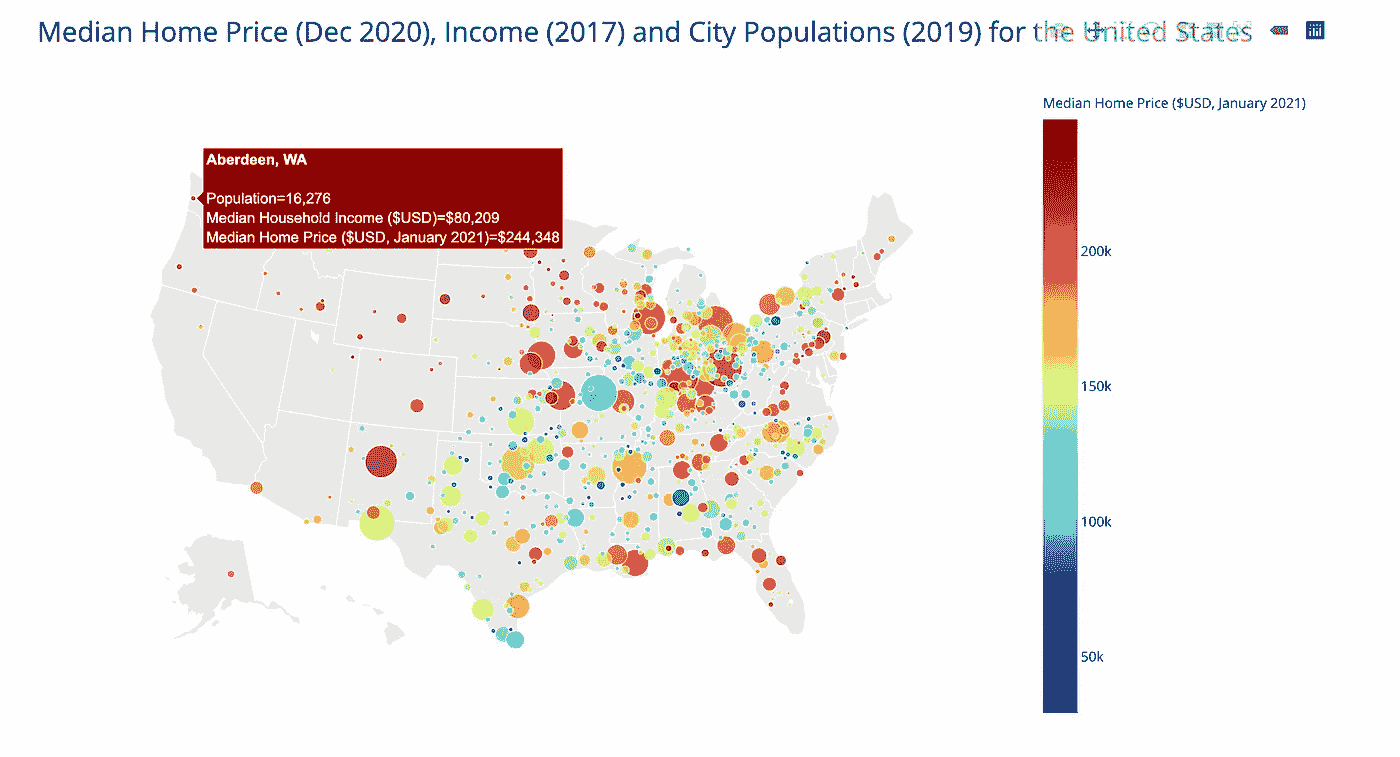 Median Home Price (Dec 2020), Income (2017) and City Populations (2019) for the United States
Median Home Price ($USD, January 2021)
Aberdeen, WA
Population=16,276
Median Household Income ($USD)=$80,209
Median Home Price ($USD, January 2021)=$244,348
200k
150k
100k
50k